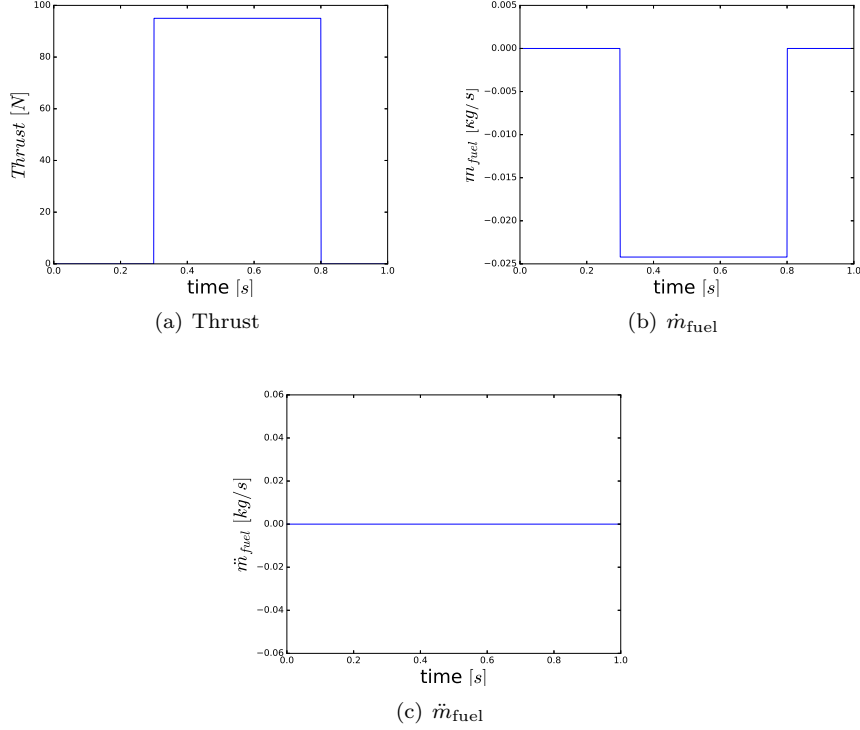 100
80
60
40
20
0
0.0 0.2 0.4 0.6 0.8 1.0
Thrust [N]
time [s]
(a) Thrust
0.005
0.000
−0.005
−0.010
−0.015
−0.020
−0.025
0.0 0.2 0.4 0.6 0.8 1.0
m_fuel [kg/s]
time [s]
(b) ṁ_fuel
0.06
0.04
0.02
0.00
−0.02
−0.04
−0.06
0.0 0.2 0.4 0.6 0.8 1.0
m̈_fuel [kg/s]
time [s]
(c) m̈_fuel